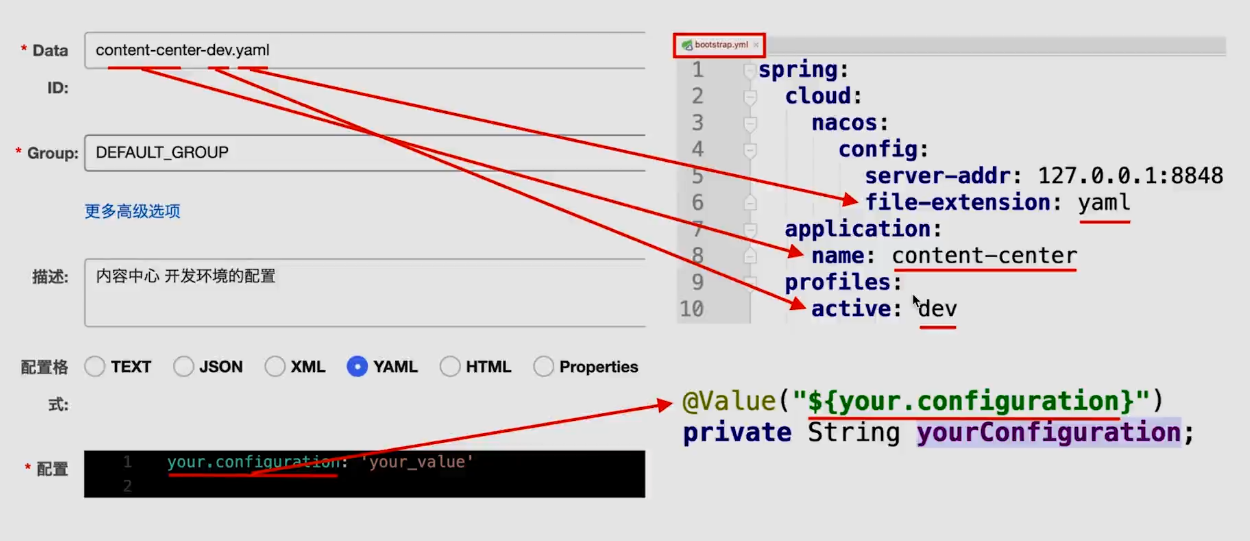 * Data
ID:
content-center-dev.yaml
* Group:
DEFAULT_GROUP
更多高级选项
描述:
内容中心 开发环境的配置
配置格
式:
TEXT JSON XML YAML HTML Properties
* 配置
1 your.configuration: 'your_value'
2
bootstrap.yml ×
1 spring:
2 cloud:
3 nacos:
4 config:
5 server-addr: 127.0.0.1:8848
6 file-extension: yaml
7 application:
8 name: content-center
9 profiles:
10 active: dev
@Value("${your.configuration}")
private String yourConfiguration;